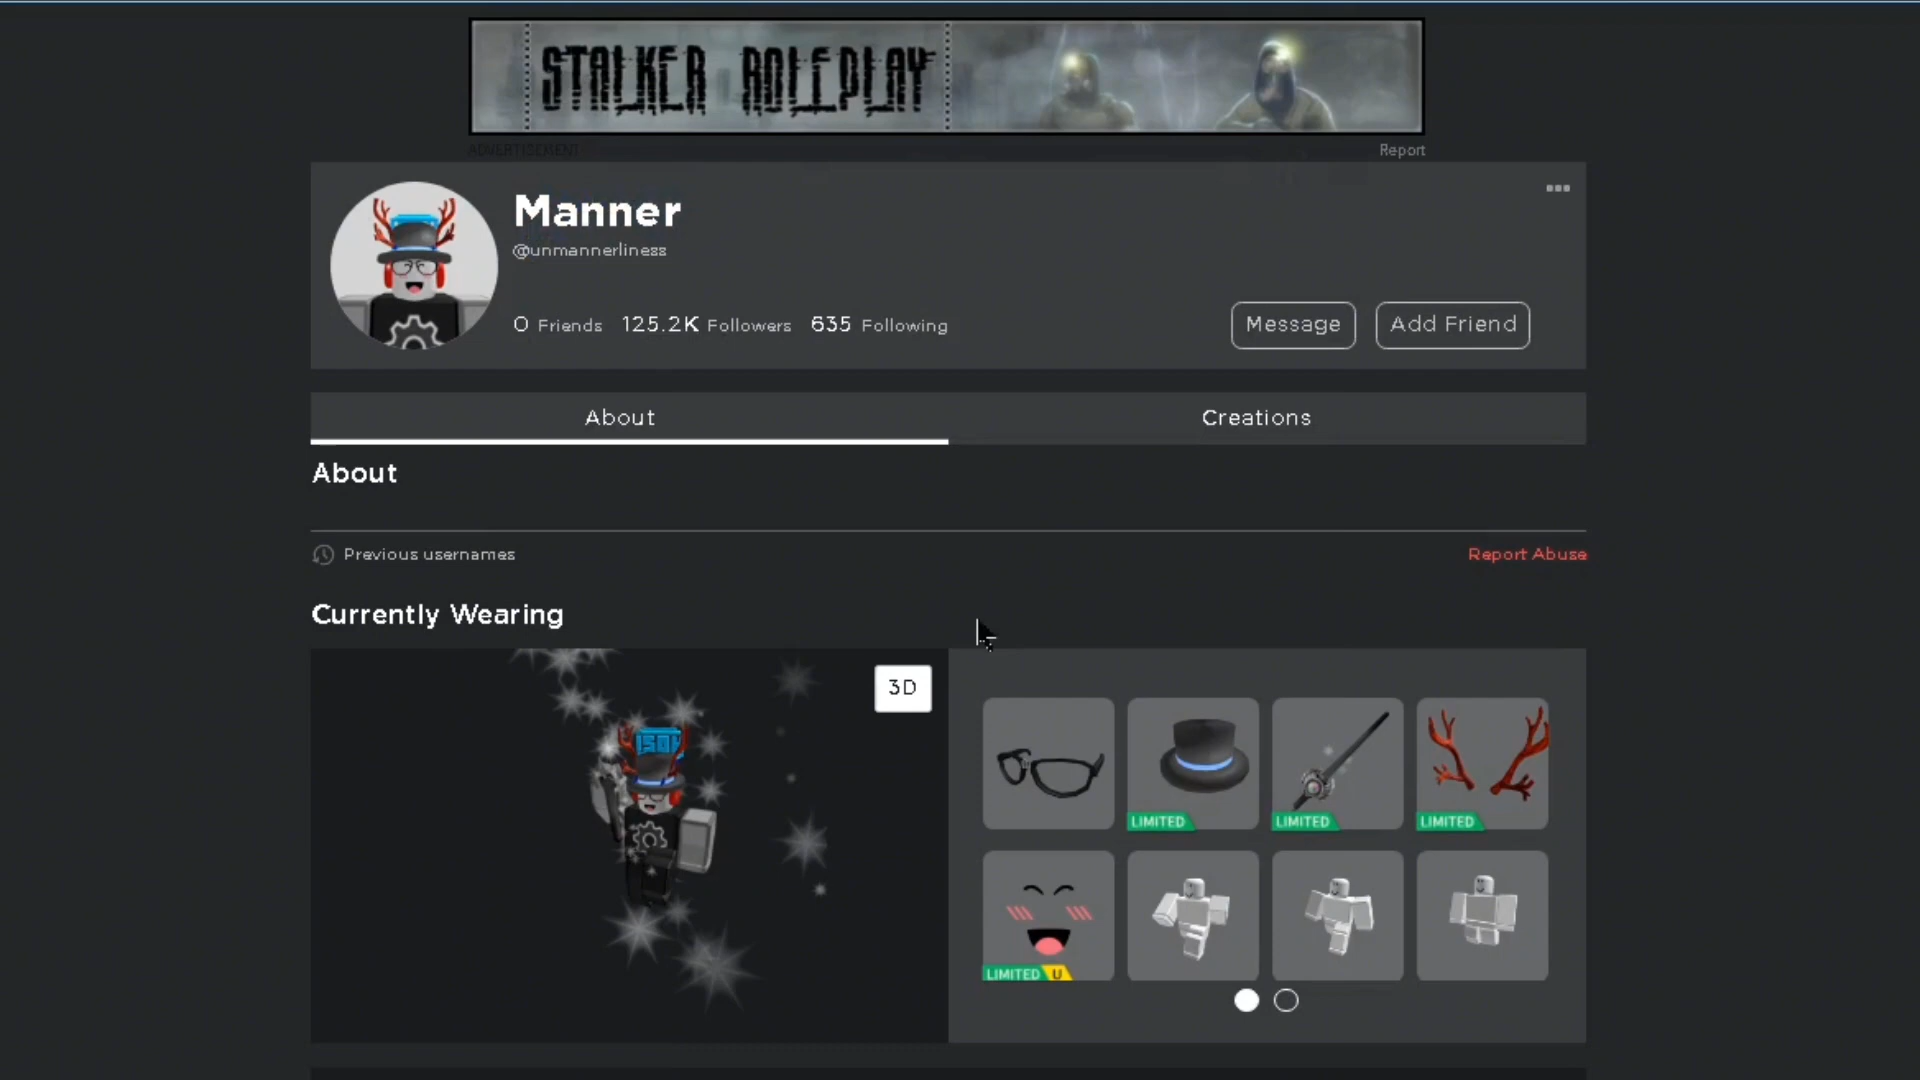 STALKER ROLEPLAY
ADVERTISEMENT
Report
Manner
@unmannerliness
0 Friends 125.2K Followers 635 Following
Message
Add Friend
About
Creations
About
Previous usernames
Report Abuse
Currently Wearing
3D
LIMITED
LIMITED
LIMITED
LIMITED U